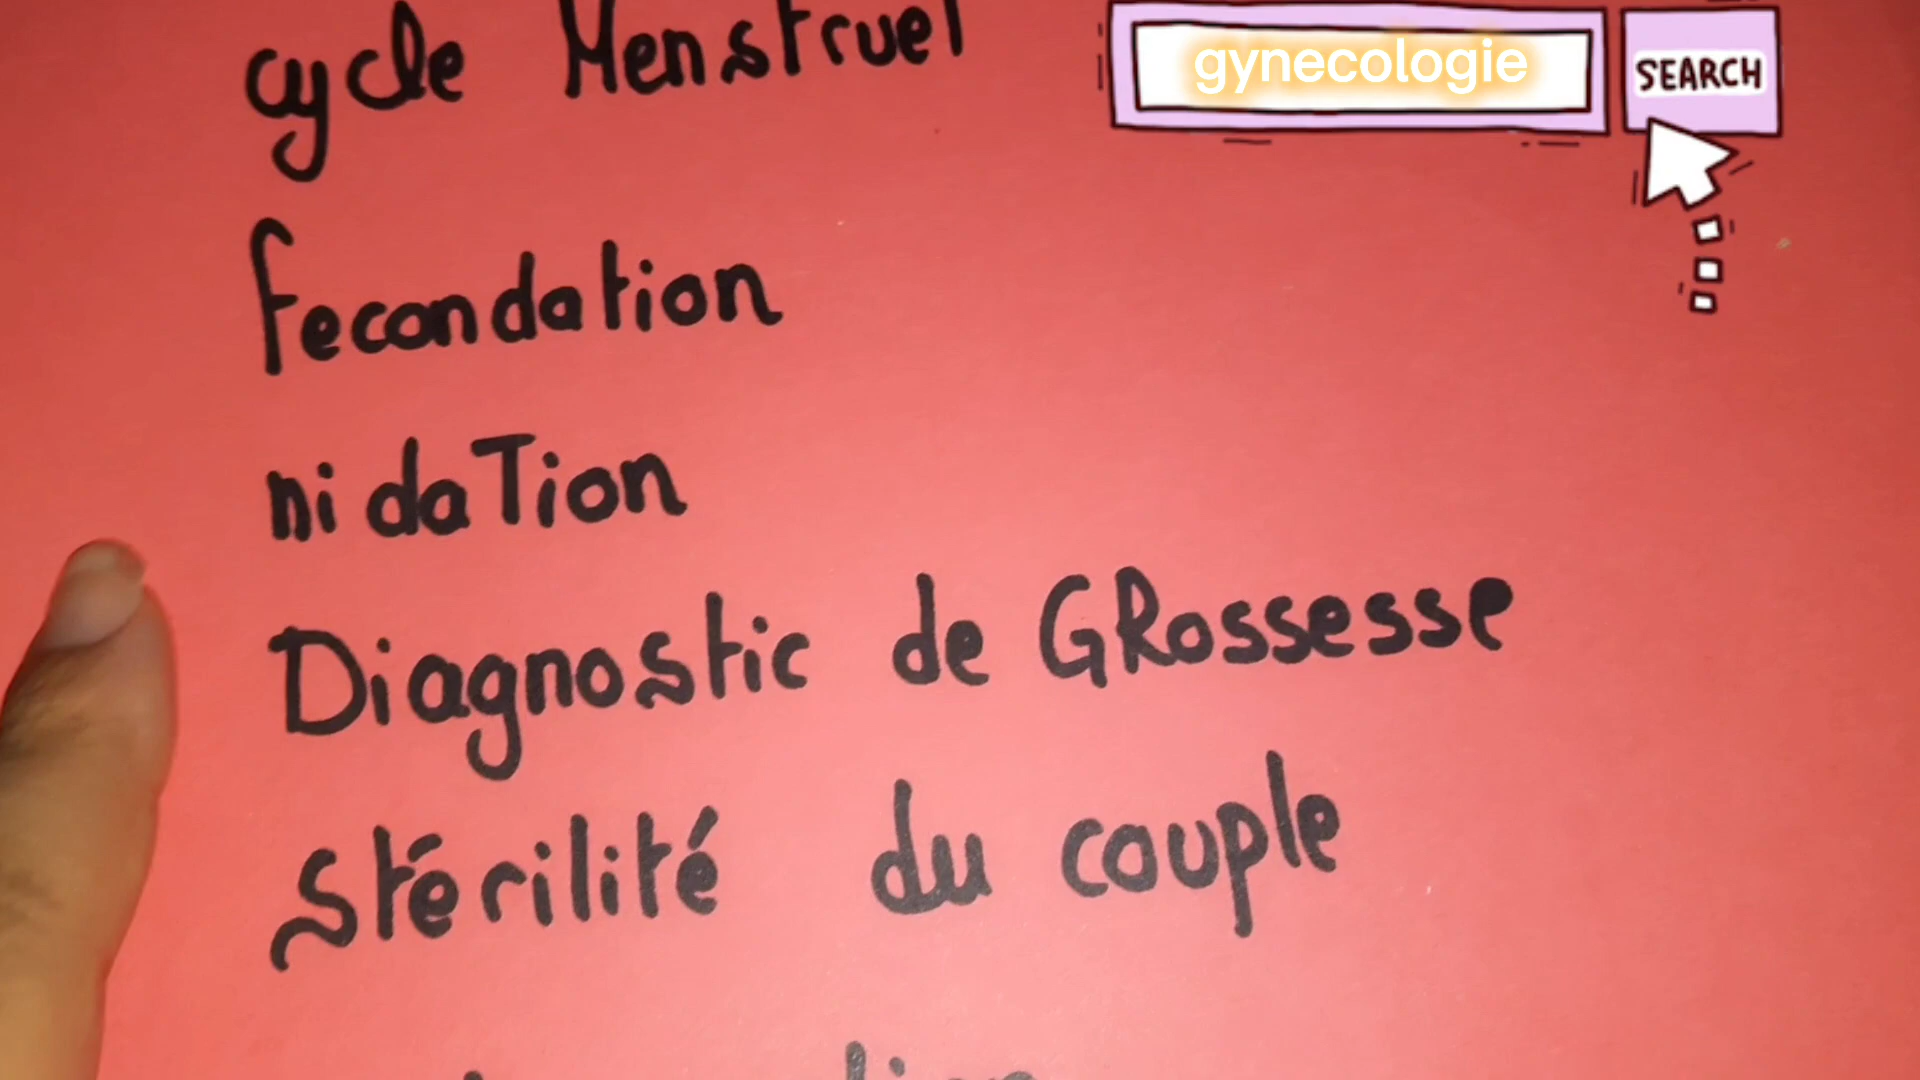 cycle Menstruel
gynecologie
SEARCH
fecondation
nidaTion
Diagnostic de GRossesse
Stérilité du couple